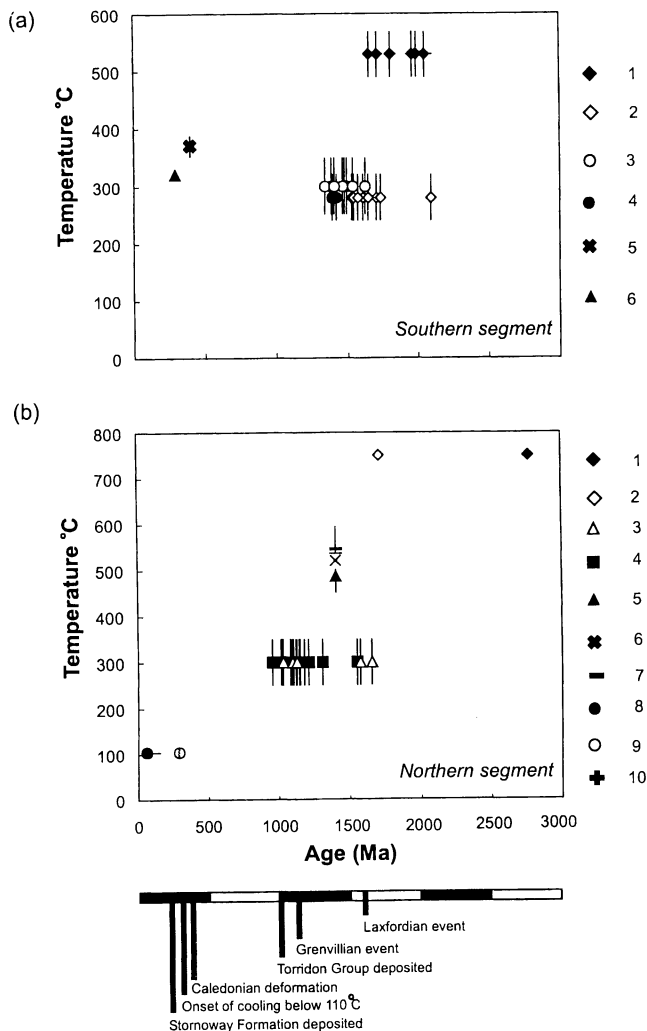 (a)
600
500
400
300
200
100
0
Temperature °C
Southern segment
1
2
3
4
5
6
(b)
800
700
600
500
400
300
200
100
0
Temperature °C
Northern segment
1
2
3
4
5
6
7
8
9
10
0 500 1000 1500 2000 2500 3000
Age (Ma)
Laxfordian event
Grenvillian event
Torridon Group deposited
Caledonian deformation
Onset of cooling below 110°C
Stornoway Formation deposited